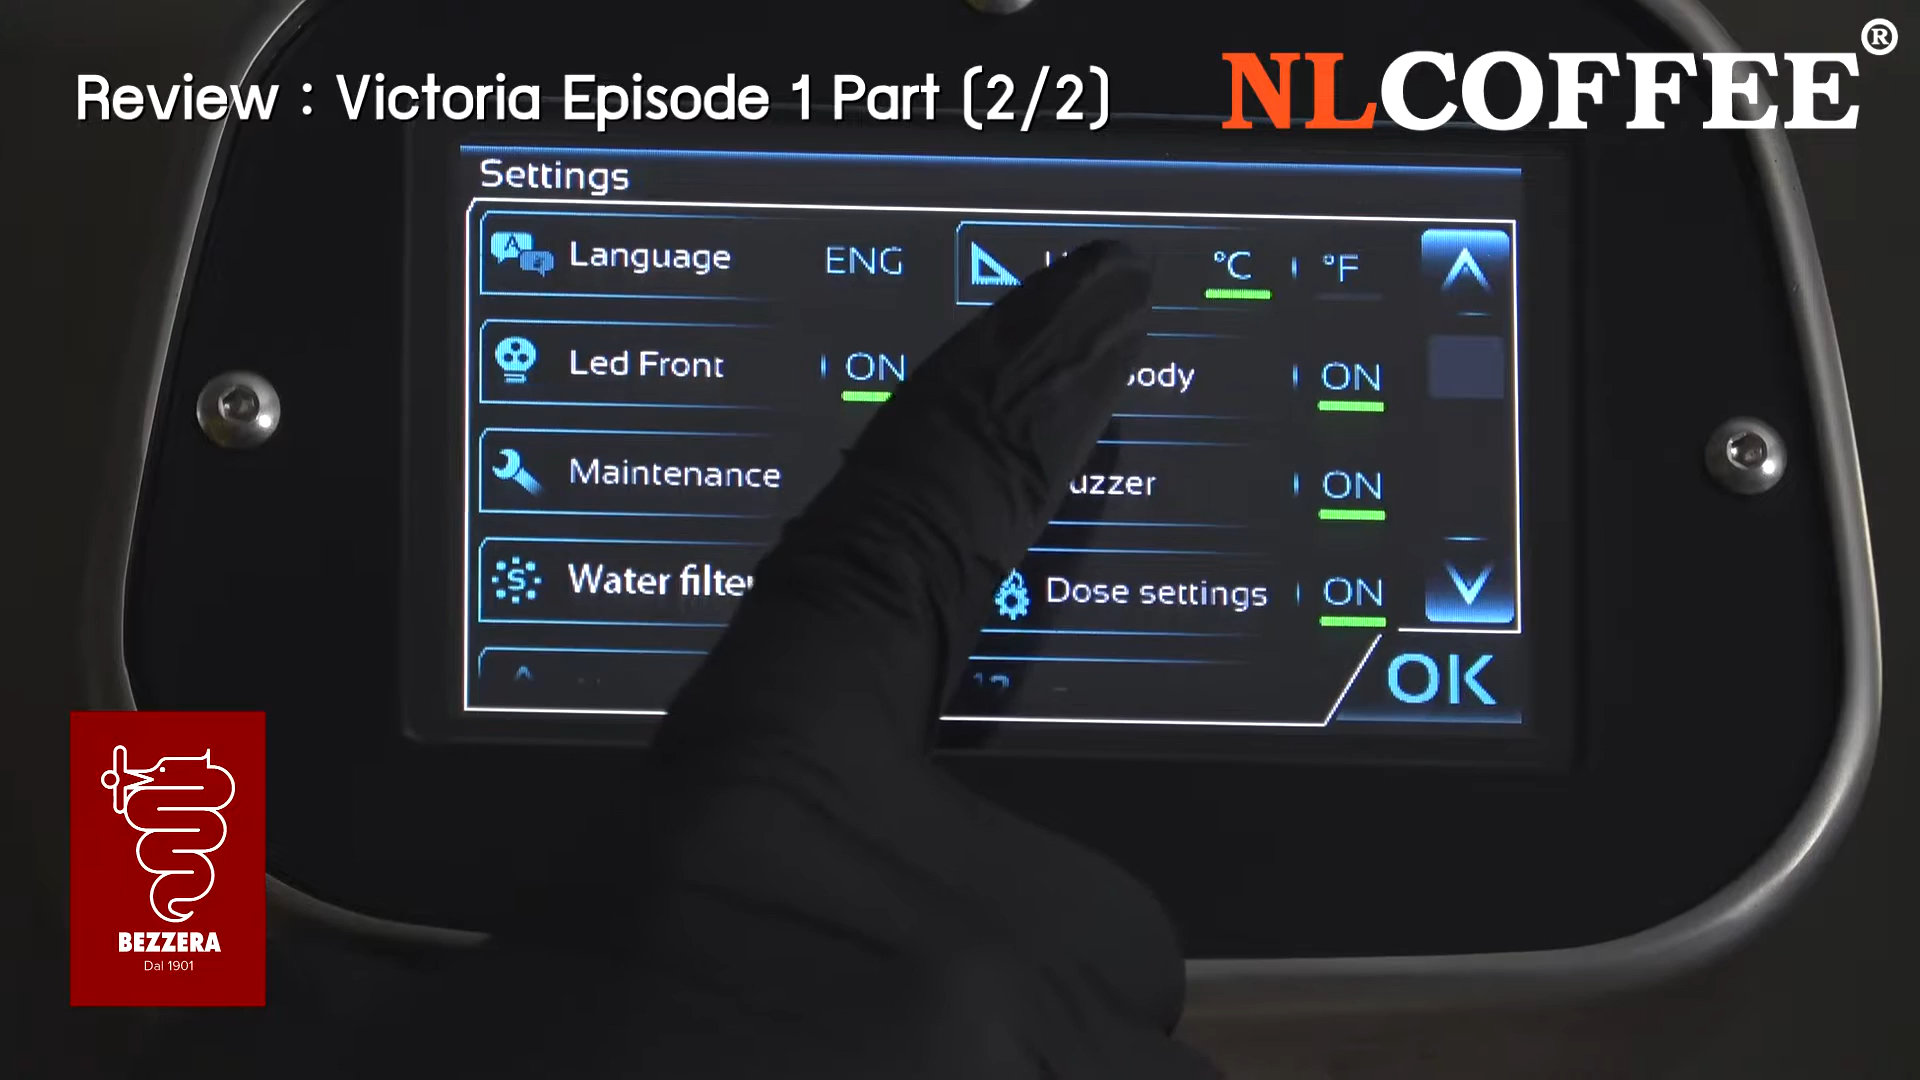 Review : Victoria Episode 1 Part (2/2)
NLCOFFEE®
Settings
Language ENG
°C °F
Led Front ON
ON
Maintenance
ON
Water
Dose settings ON
OK
BEZZERA
Dal 1901